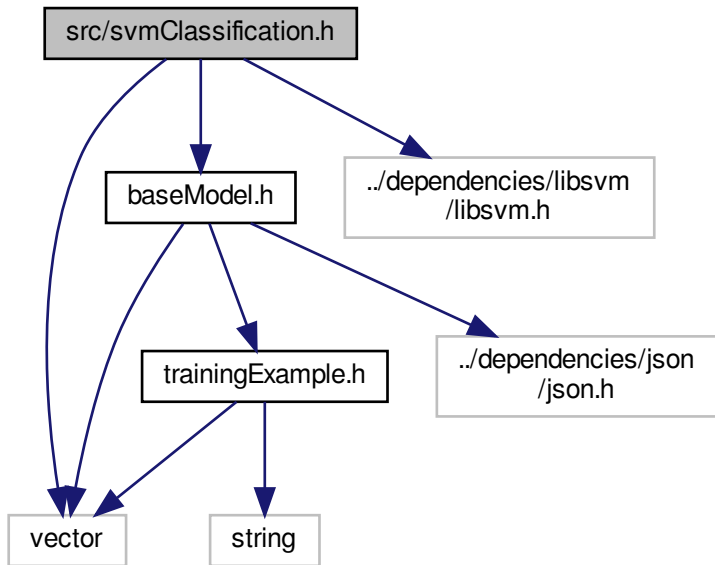 src/svmClassification.h
baseModel.h
../dependencies/libsvm
/libsvm.h
trainingExample.h
../dependencies/json
/json.h
vector
string